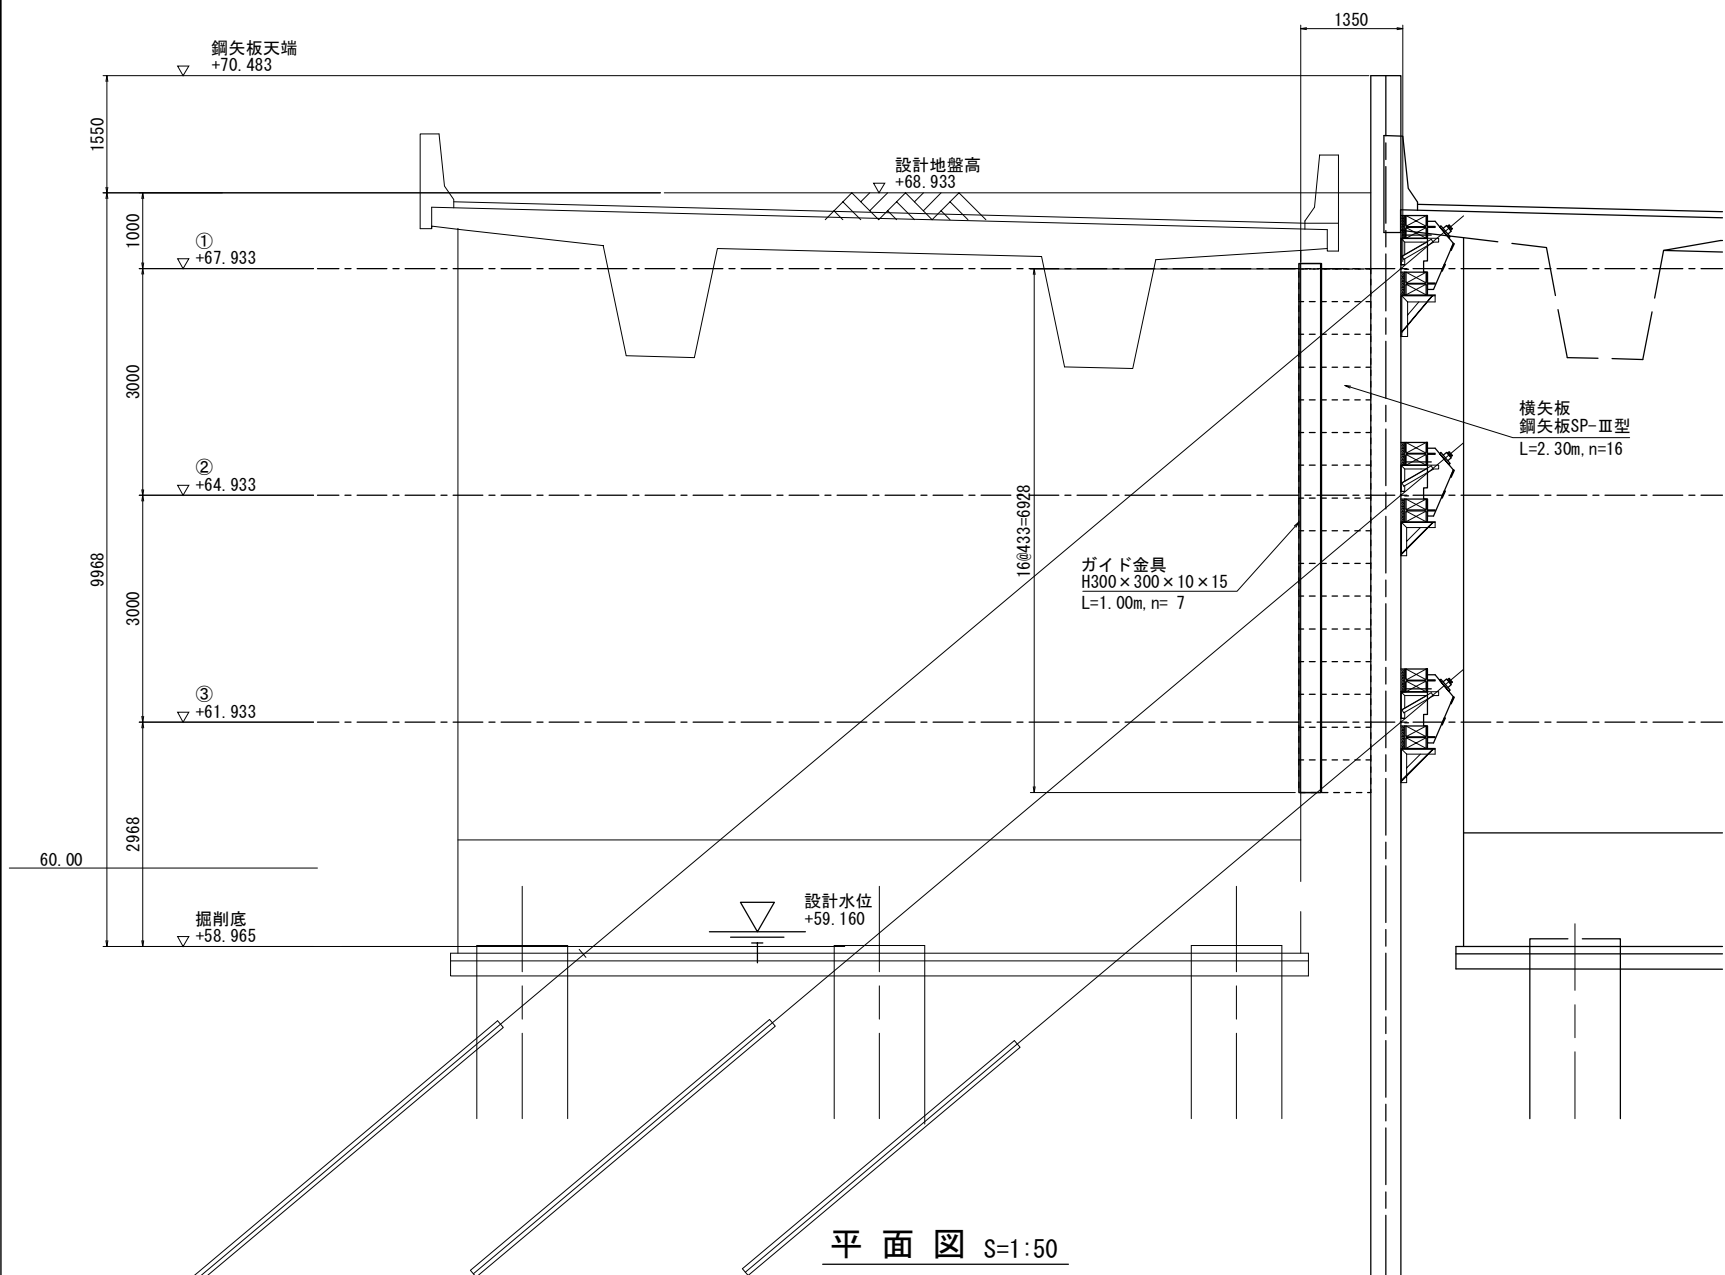 1350
鋼矢板天端
+70.483
1550
設計地盤高
+68.933
1000
①
+67.933
3000
横矢板
鋼矢板SP-Ⅲ型
L=2.30m,n=16
②
+64.933
16@433=6928
9968
ガイド金具
H300×300×10×15
L=1.00m,n= 7
3000
③
+61.933
2968
60.00
設計水位
+59.160
掘削底
+58.965
平 面 図 S=1:50